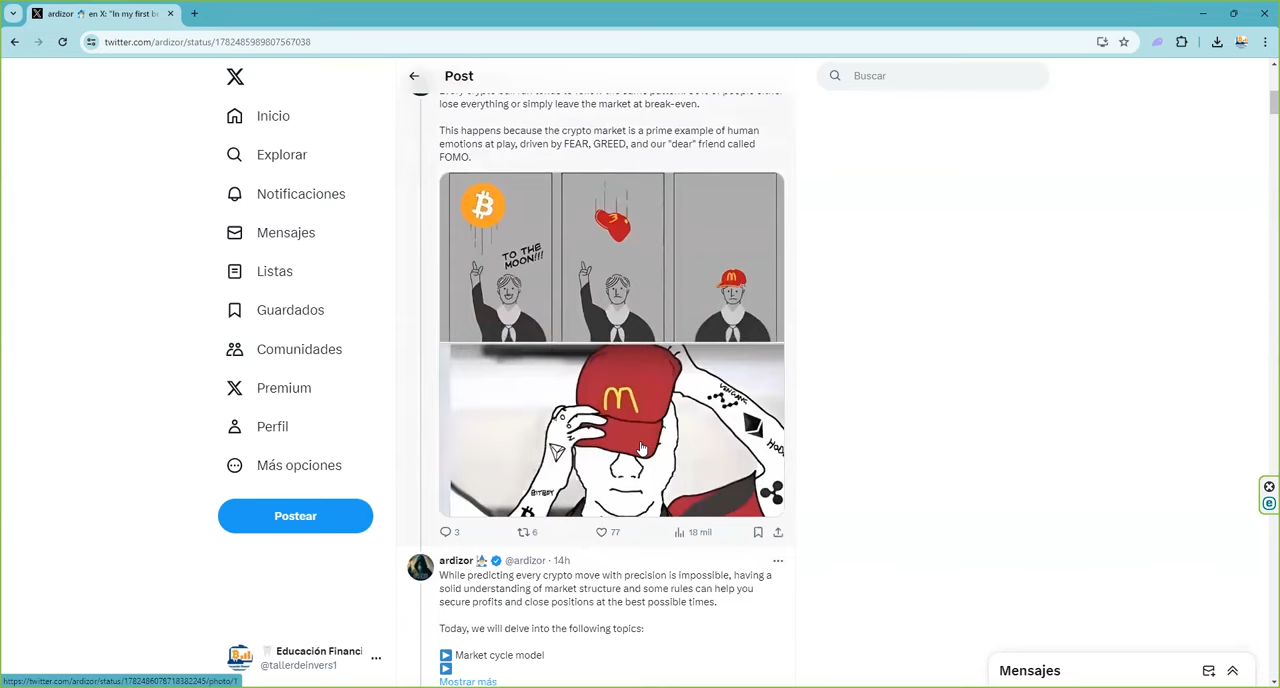 ardizor en X: "In my first b
twitter.com/ardizor/status/1782485989807567038
Post
Buscar
Inicio
Explorar
Notificaciones
Mensajes
Listas
Guardados
Comunidades
Premium
Perfil
Más opciones
Postear
Educación Financi
@tallerdeinvers1
lose everything or simply leave the market at break-even.
This happens because the crypto market is a prime example of human
emotions at play, driven by FEAR, GREED, and our "dear" friend called
FOMO.
TO THE
MOON!!!
BITBOY
3
6
77
18 mil
ardizor @ardizor · 14h
While predicting every crypto move with precision is impossible, having a
solid understanding of market structure and some rules can help you
secure profits and close positions at the best possible times.
Today, we will delve into the following topics:
Market cycle model
Mostrar más
Mensajes
https://twitter.com/ardizor/status/1782486078718382245/photo/1